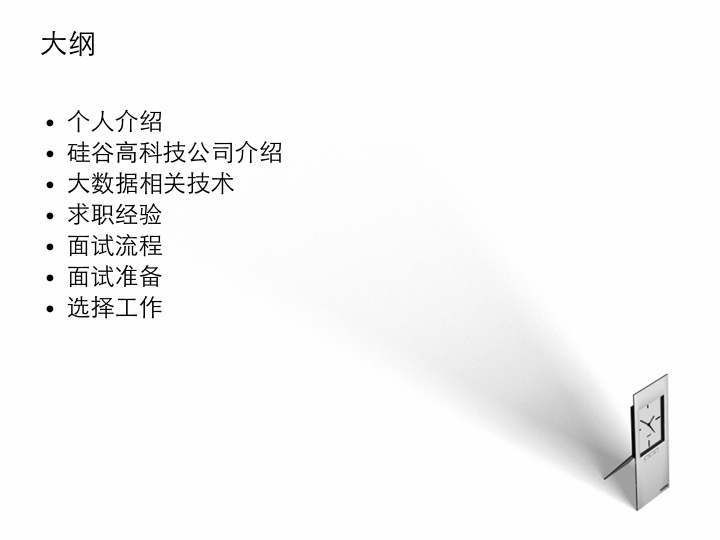 大纲
个人介绍
硅谷高科技公司介绍
大数据相关技术
求职经验
面试流程
面试准备
选择工作